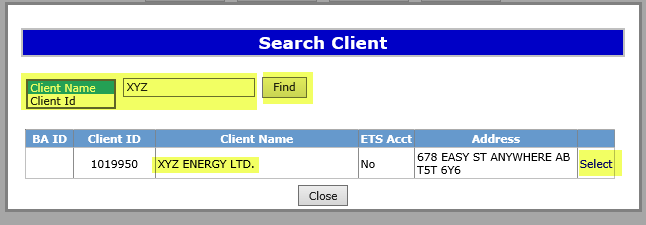 Search Client
Client Name
Client Id
XYZ
Find
BA ID Client ID Client Name ETS Acct Address
1019950 XYZ ENERGY LTD. No 678 EASY ST ANYWHERE AB Select
T5T 6Y6
Close